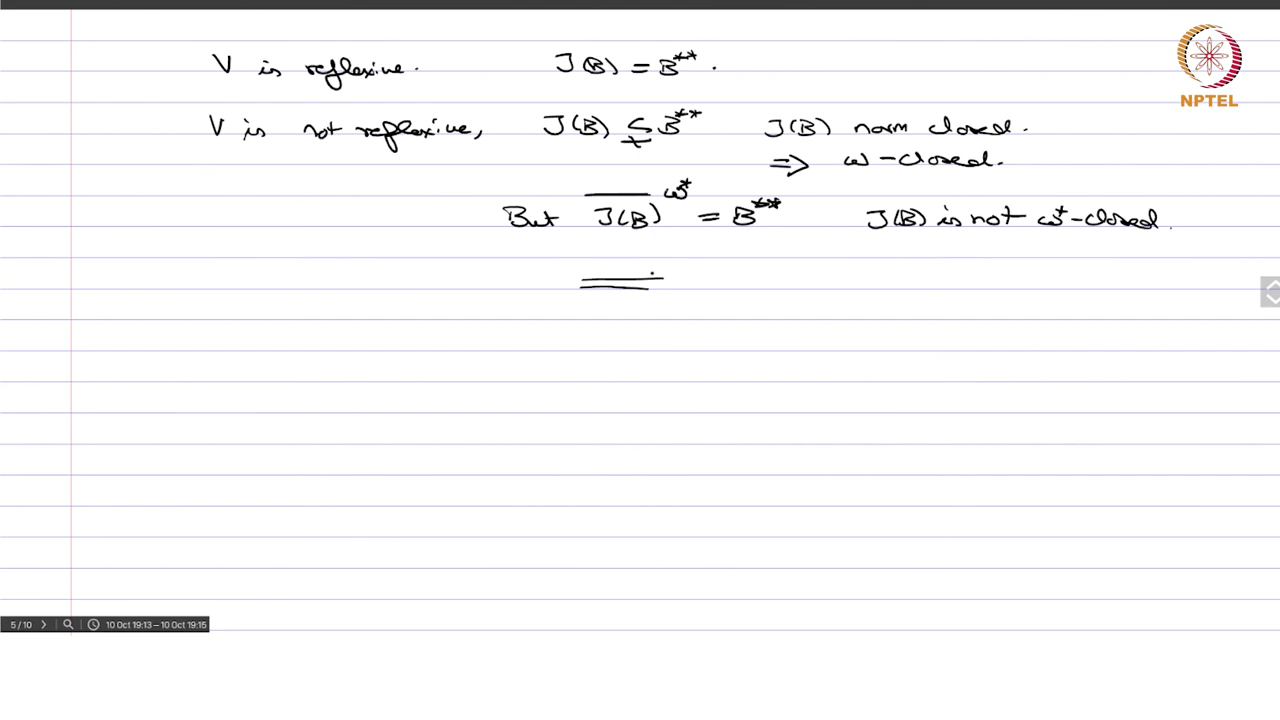 V is reflexive. J(B) = B**.
NPTEL
V is not reflexive, J(B) ⊊ B** J(B) norm closed.
⇒ w-closed.
But \overline{J(B)}^{w*} = B** J(B) is not w*-closed.
5 / 10 10 Oct 19:13 – 10 Oct 19:15